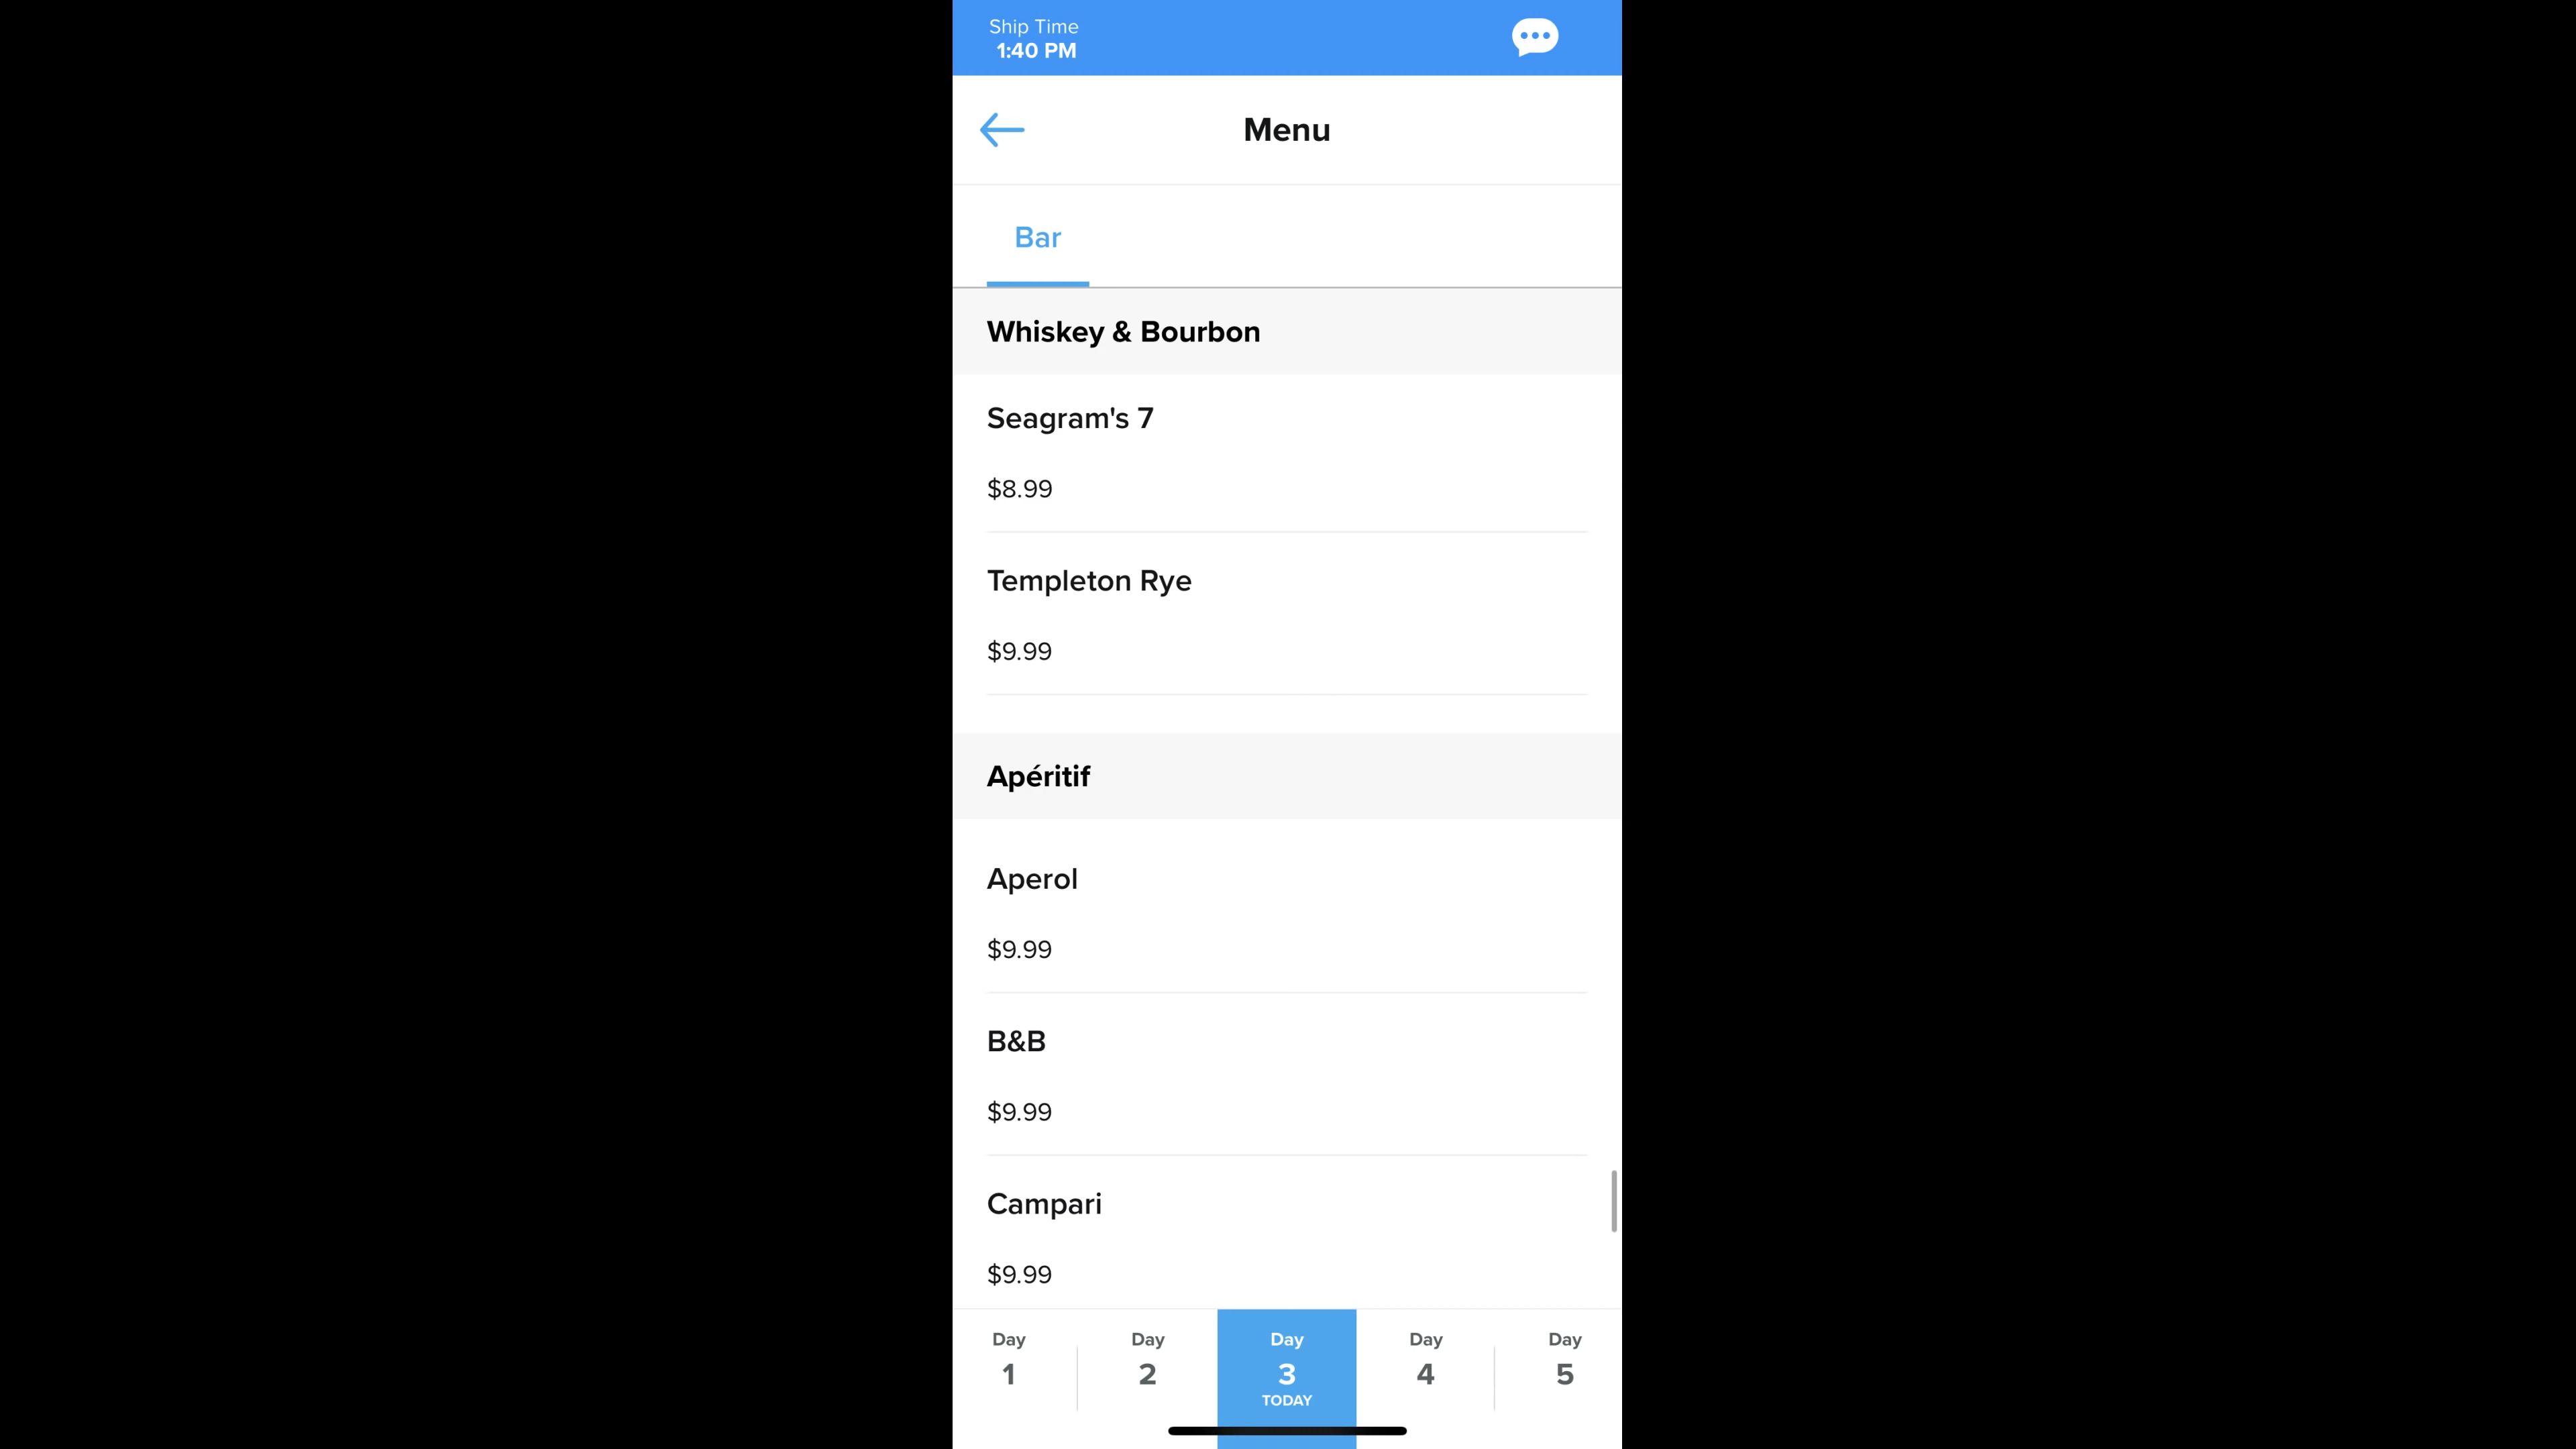 Ship Time
1:40 PM
Menu
Bar
Whiskey & Bourbon
Seagram's 7
$8.99
Templeton Rye
$9.99
Apéritif
Aperol
$9.99
B&B
$9.99
Campari
$9.99
Day Day Day Day Day
1 2 3 4 5
TODAY